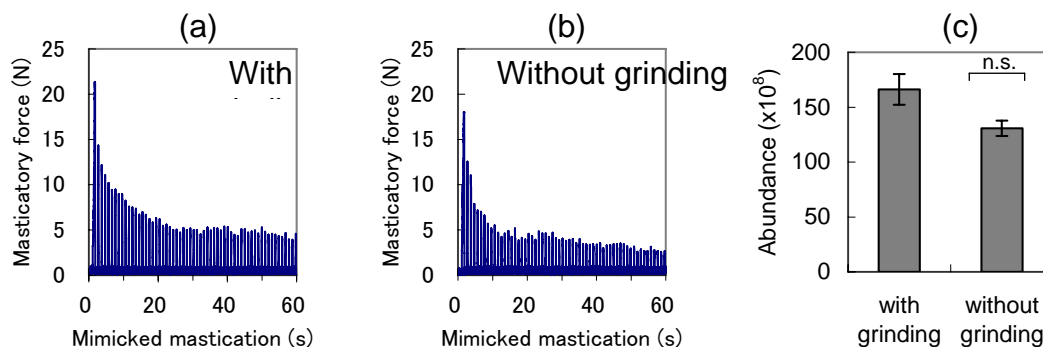 (a)
Masticatory force (N)
25
20
15
10
5
0
With
0 20 40 60
Mimicked mastication (s)
(b)
Masticatory force (N)
25
20
15
10
5
0
Without grinding
0 20 40 60
Mimicked mastication (s)
(c)
Abundance (x10⁸)
200
150
100
50
0
n.s.
with
grinding
without
grinding